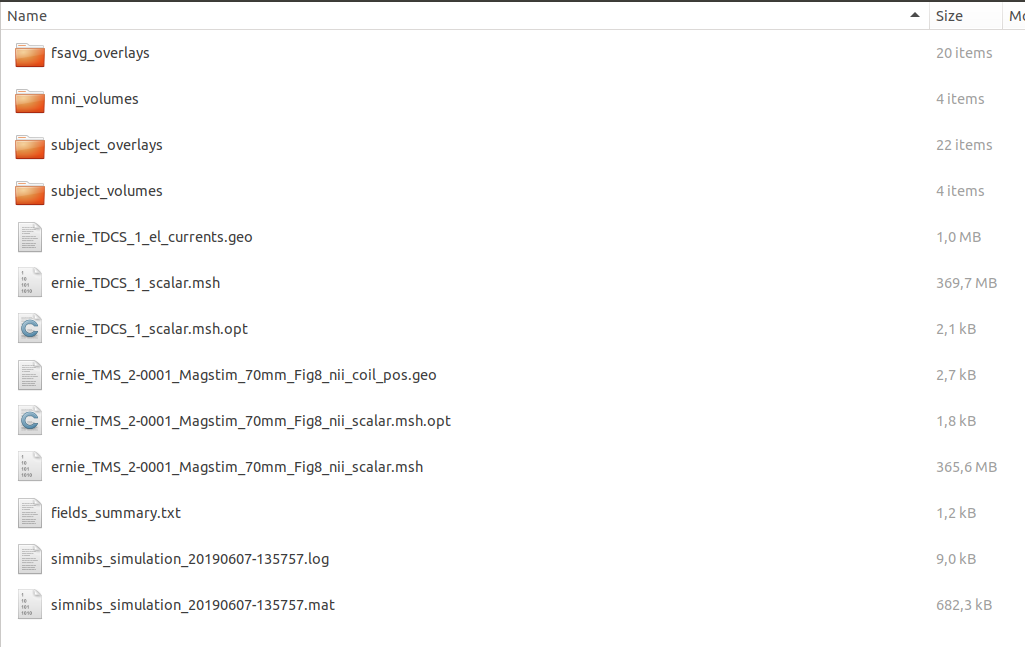 Name Size Mo
fsavg_overlays 20 items
mni_volumes 4 items
subject_overlays 22 items
subject_volumes 4 items
ernie_TDCS_1_el_currents.geo 1,0 MB
ernie_TDCS_1_scalar.msh 369,7 MB
ernie_TDCS_1_scalar.msh.opt 2,1 kB
ernie_TMS_2-0001_Magstim_70mm_Fig8_nii_coil_pos.geo 2,7 kB
ernie_TMS_2-0001_Magstim_70mm_Fig8_nii_scalar.msh.opt 1,8 kB
ernie_TMS_2-0001_Magstim_70mm_Fig8_nii_scalar.msh 365,6 MB
fields_summary.txt 1,2 kB
simnibs_simulation_20190607-135757.log 9,0 kB
simnibs_simulation_20190607-135757.mat 682,3 kB